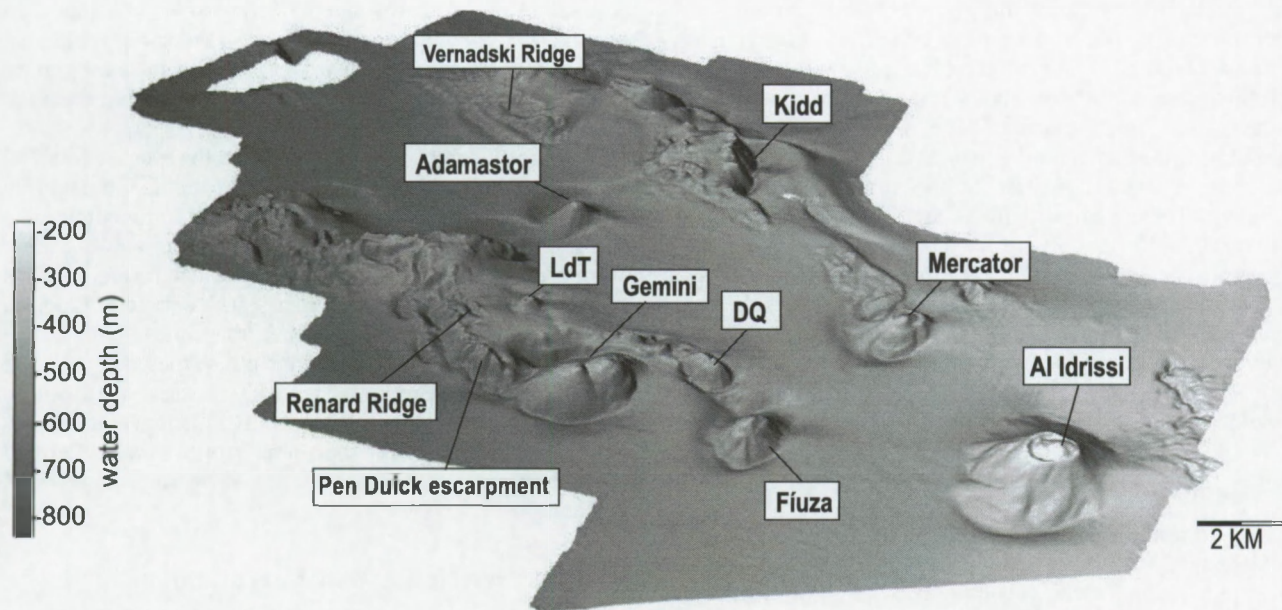 Vernadski Ridge
Kidd
Adamastor
-200
-300
-400
-500
-600
-700
-800
water depth (m)
LdT
Gemini
DQ
Mercator
Al Idrissi
Renard Ridge
Pen Duick escarpment
Fíuza
2 KM